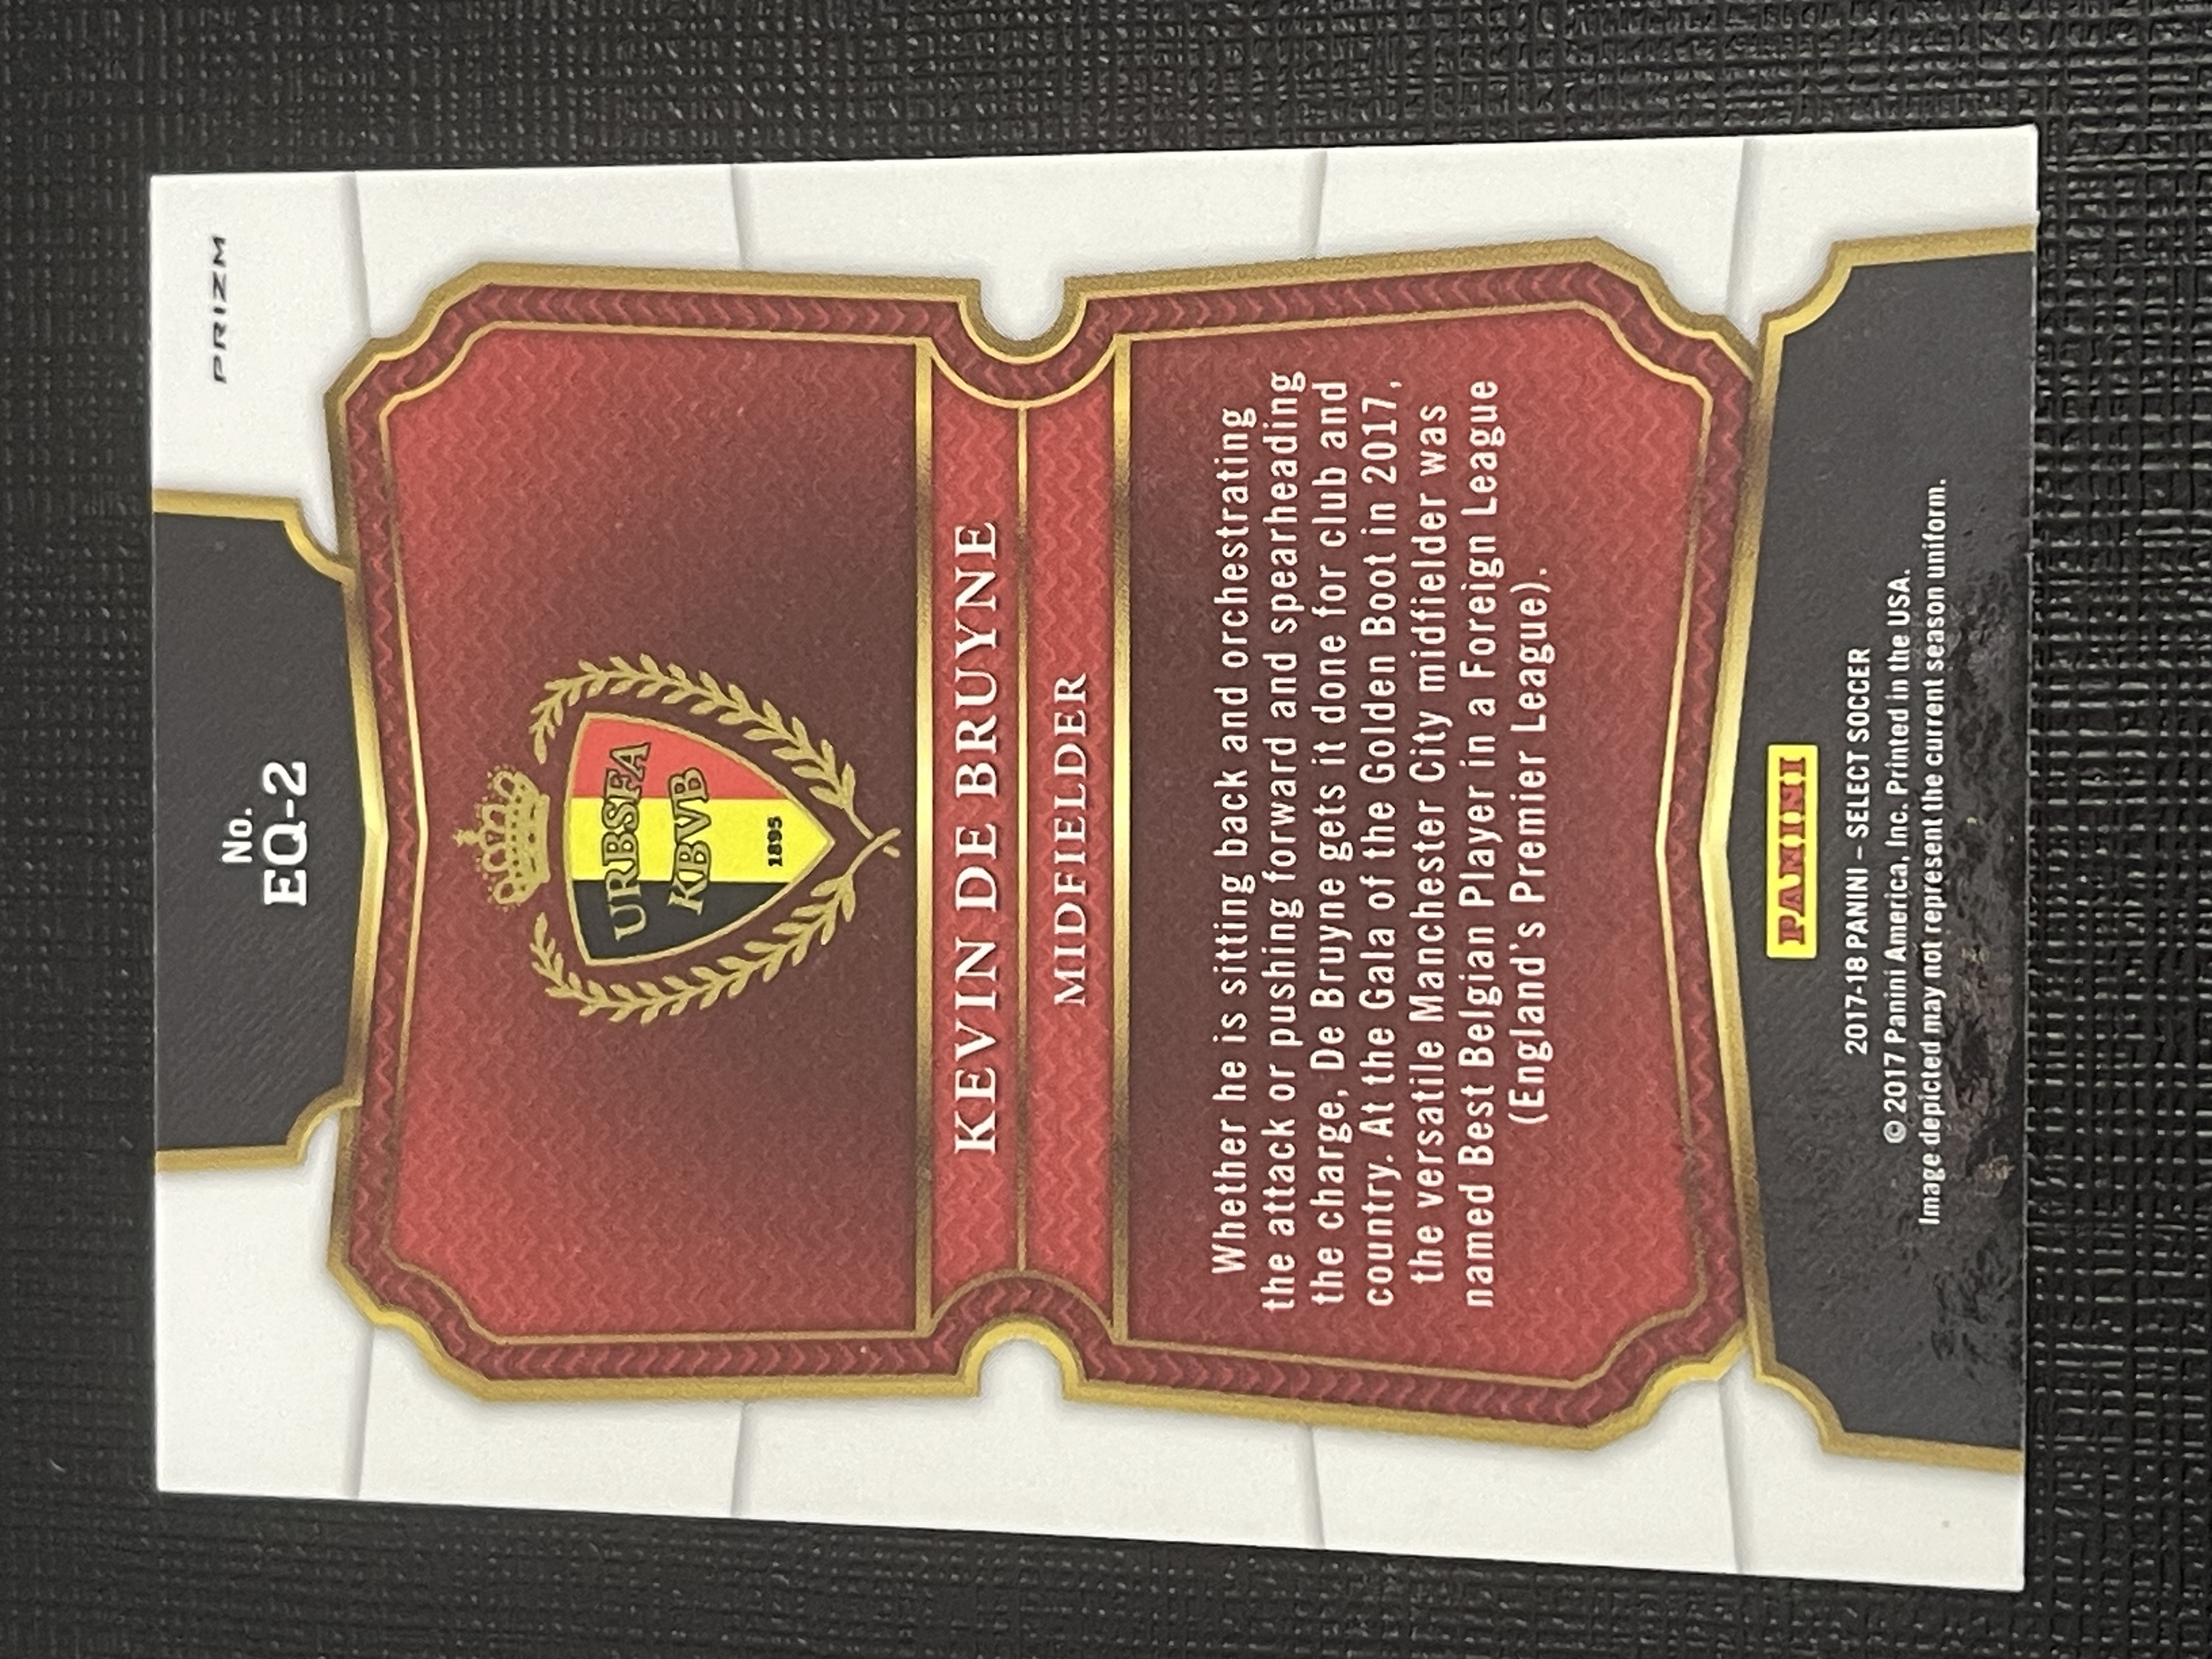 No.
EQ-2
PRIZM
URBSFA
KBVB
1895
KEVIN DE BRUYNE
MIDFIELDER
Whether he is sitting back and orchestrating
the attack or pushing forward and spearheading
the charge, De Bruyne gets it done for club and
country. At the Gala of the Golden Boot in 2017,
the versatile Manchester City midfielder was
named Best Belgian Player in a Foreign League
(England's Premier League).
PANINI
2017-18 PANINI – SELECT SOCCER
© 2017 Panini America, Inc. Printed in the USA.
Image depicted may not represent the current season uniform.